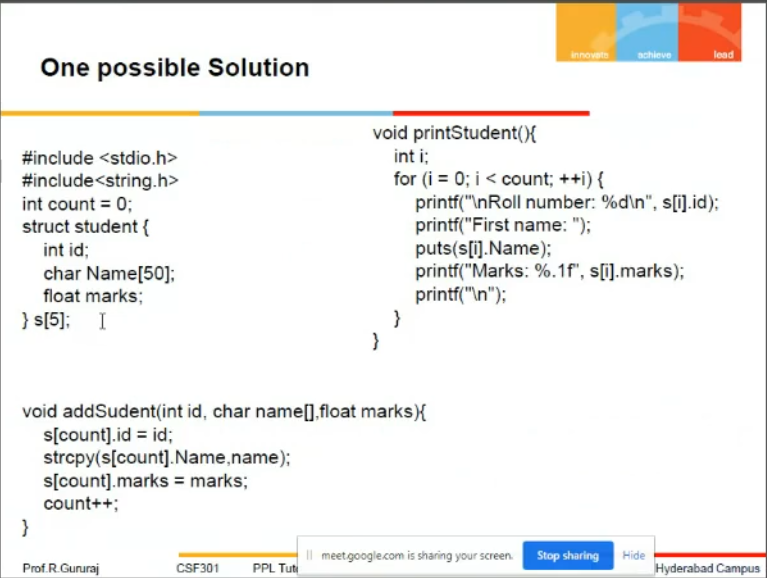 innovate achieve lead
One possible Solution
#include <stdio.h>
#include<string.h>
int count = 0;
struct student {
int id;
char Name[50];
float marks;
} s[5];
void printStudent(){
int i;
for (i = 0; i < count; ++i) {
printf("\nRoll number: %d\n", s[i].id);
printf("First name: ");
puts(s[i].Name);
printf("Marks: %.1f", s[i].marks);
printf("\n");
}
}
void addSudent(int id, char name[],float marks){
s[count].id = id;
strcpy(s[count].Name,name);
s[count].marks = marks;
count++;
}
meet.google.com is sharing your screen. Stop sharing Hide
Prof.R.Gururaj CSF301 PPL Tut Hyderabad Campus